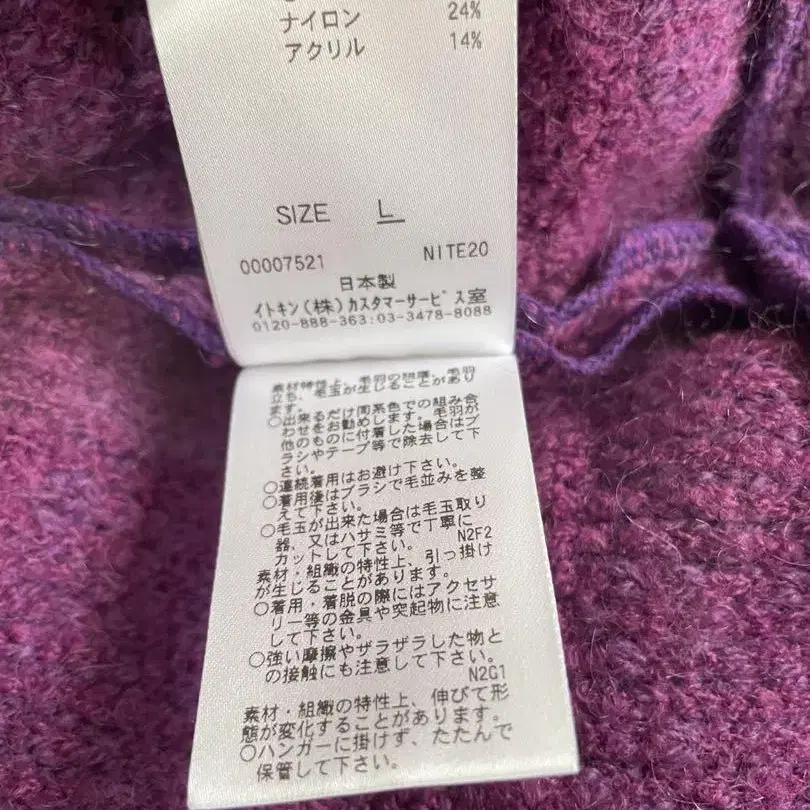 ナイロン 24%
アクリル 14%
SIZE L
00007521 NITE20
日本製
イトキン(株)カスタマーサービス室
0120-888-363:03-3478-8088
素材特性上、毛羽の
立ち、毛玉が生じることがあり
ます。
○出来るだけ同系色での組み合
わせをお勧めします。毛羽が
他のものに付着した場合はブ
ラシやテープ等で除去して下
さい。
○連続着用はお避け下さい。
○着用後はブラシで毛並みを整
えて下さい。
○毛玉が出来た場合は毛玉取り
器、又はハサミ等で丁寧に
カットして下さい。 N2F2
素材・組織の特性上、引っ掛け
が生じることがあります。
○着用・着脱の際にはアクセサ
リー等の金具や突起物に注意
して下さい。
○強い摩擦やザラザラした物と
の接触にも注意して下さい。
N2G1
素材・組織の特性上、伸びて形
態が変化することがあります。
○ハンガーに掛けず、たたんで
保管して下さい。